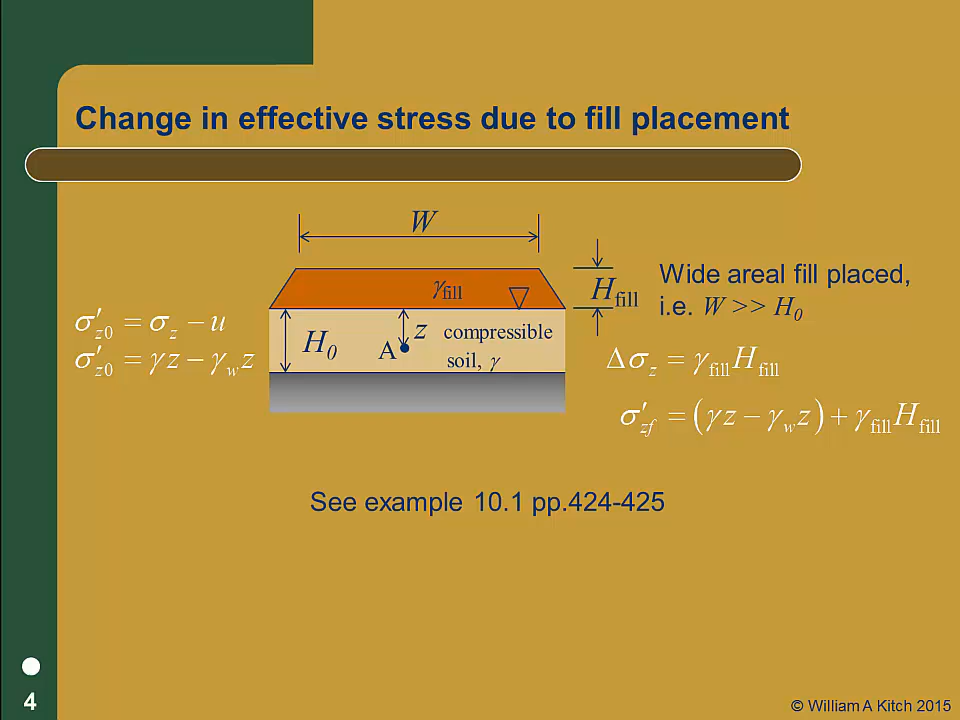 Change in effective stress due to fill placement
W
γfill
Hfill
Wide areal fill placed,
i.e. W >> H0
σ′z0 = σz − u
σ′z0 = γz − γwz
H0
z
A
compressible
soil, γ
Δσz = γfillHfill
σ′zf = (γz − γwz) + γfillHfill
See example 10.1 pp.424-425
4
© William A Kitch 2015